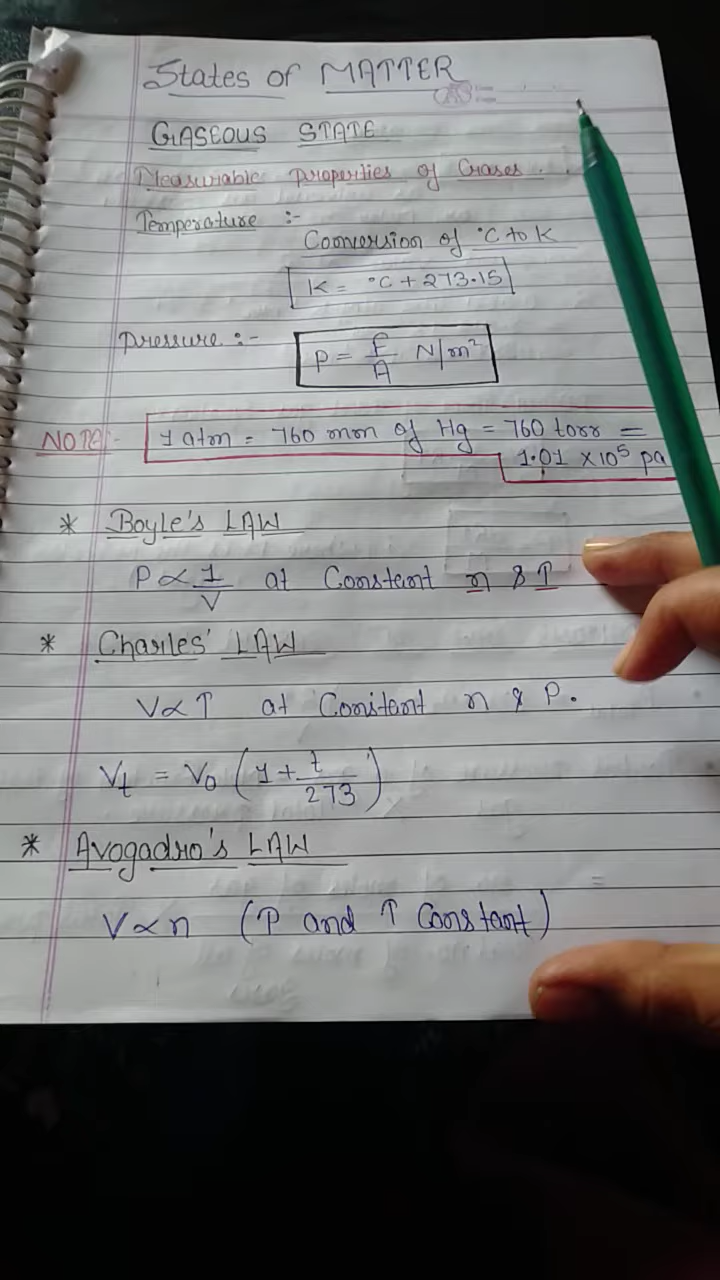 States of MATTER
GASEOUS STATE
Measurable properties of Gases.
Temperature :-
Conversion of °C to K
K = °C + 273.15
Pressure :-
P = F/A N/m²
NOTE :- 1 atm = 760 mm of Hg = 760 torr =
1.01 × 10⁵ pa
* Boyle's LAW
P ∝ 1/V at Constant n & T
* Charles' LAW
V ∝ T at Constant n & P.
Vt = V₀ (1 + t/273)
* Avogadro's LAW
V ∝ n (P and T Constant)